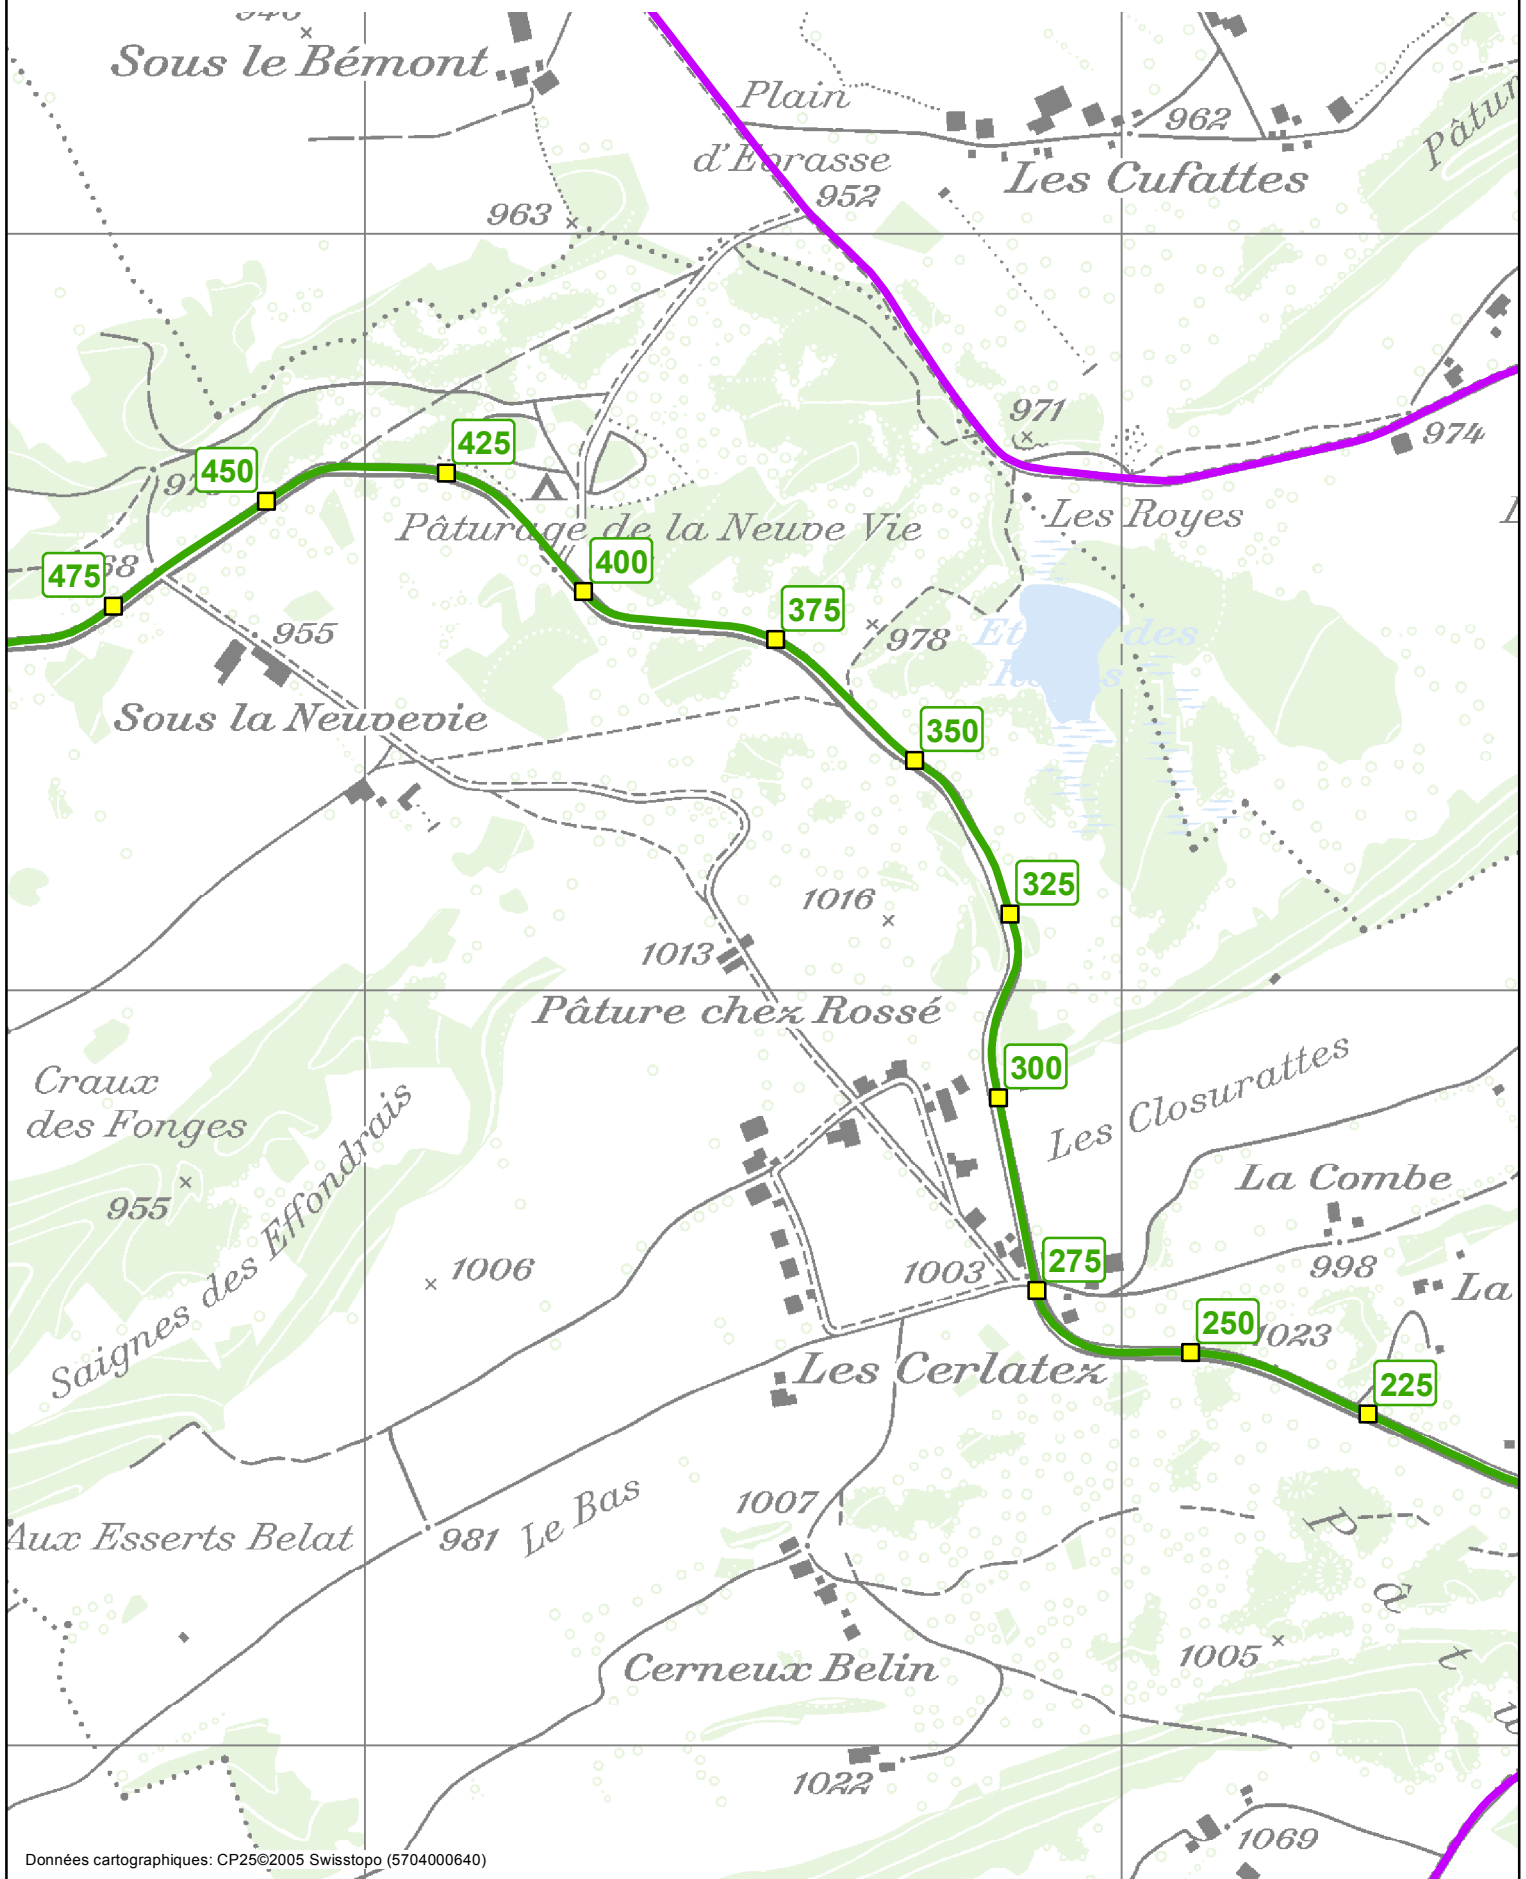 Sous le Bémont
Plain
d'Eorasse
952
962
Les Cufattes
963
971
974
425
450
Pâturage de la Neuve Vie
Les Royes
475
400
375
955
978
des
Sous la Neuvevie
350
325
1016
1013
Pâture chez Rossé
300
Craux
des Fonges
Les Closurattes
955
La Combe
Saignes des Effondrais
1006
1003
275
998
La
250
1023
Les Cerlatez
225
1007
Le Bas
Aux Esserts Belat
981
P
â
t
1005
Cerneux Belin
1022
1069
Données cartographiques: CP25©2005 Swisstopo (5704000640)